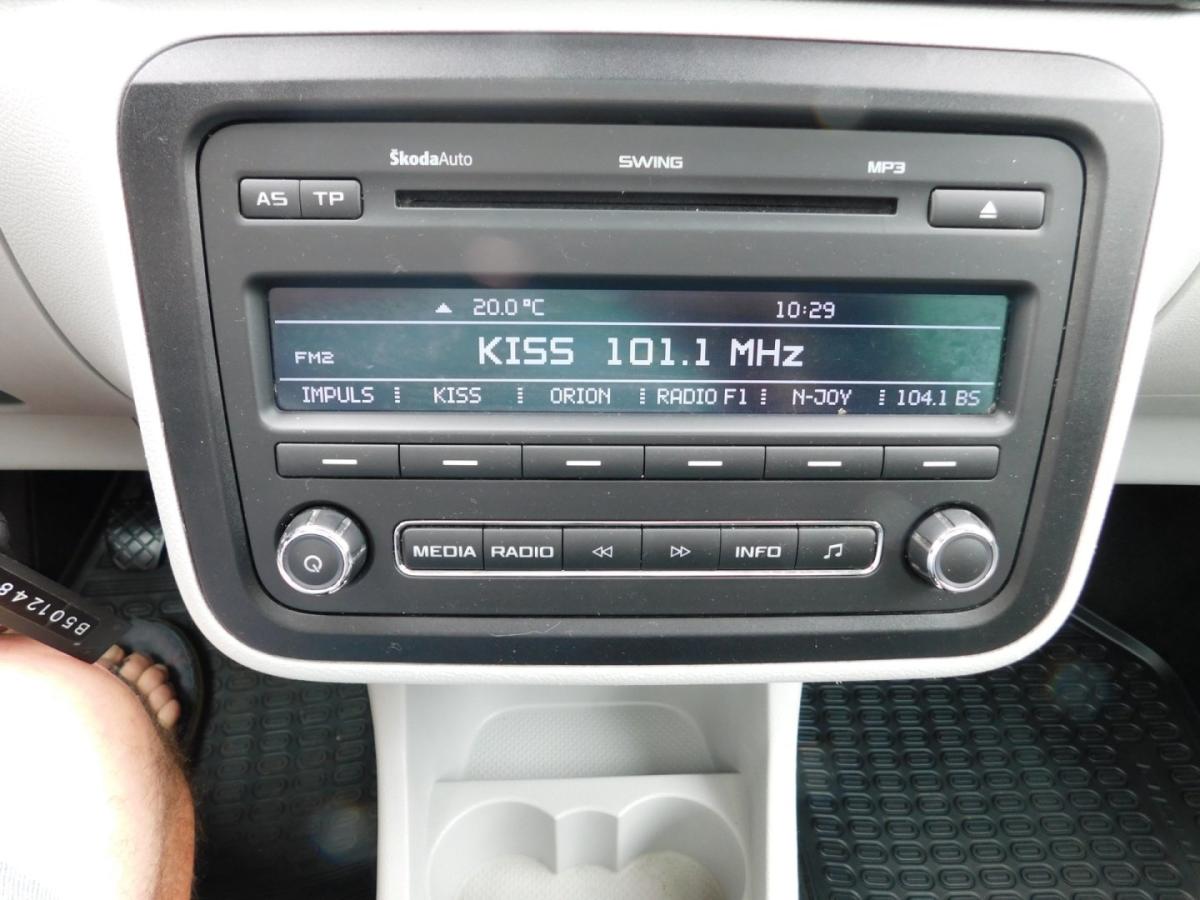 ŠkodaAuto SWING MP3
AS TP
20.0 °C 10:29
FM2 KISS 101.1 MHz
IMPULS KISS ORION RADIO F1 N-JOY 104.1 BS
MEDIA RADIO INFO
B501248